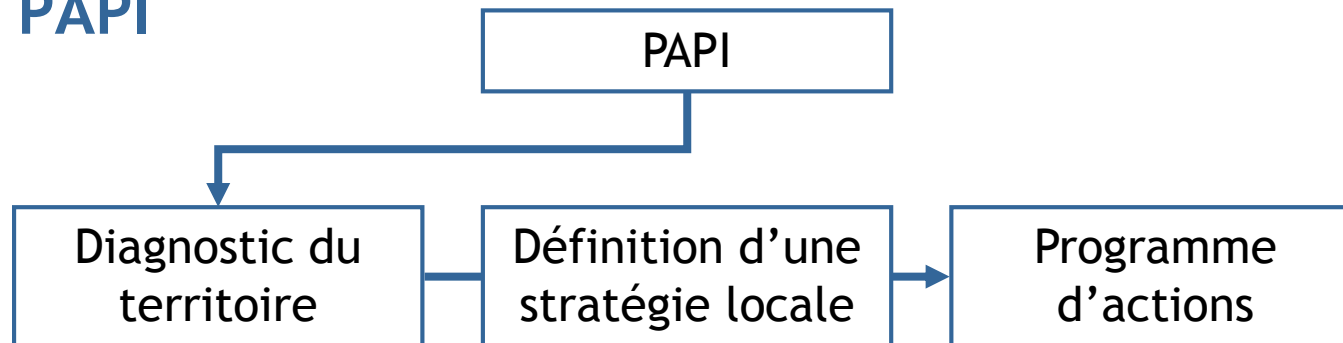 PAPI
PAPI
Diagnostic du
territoire
Définition d’une
stratégie locale
Programme
d’actions